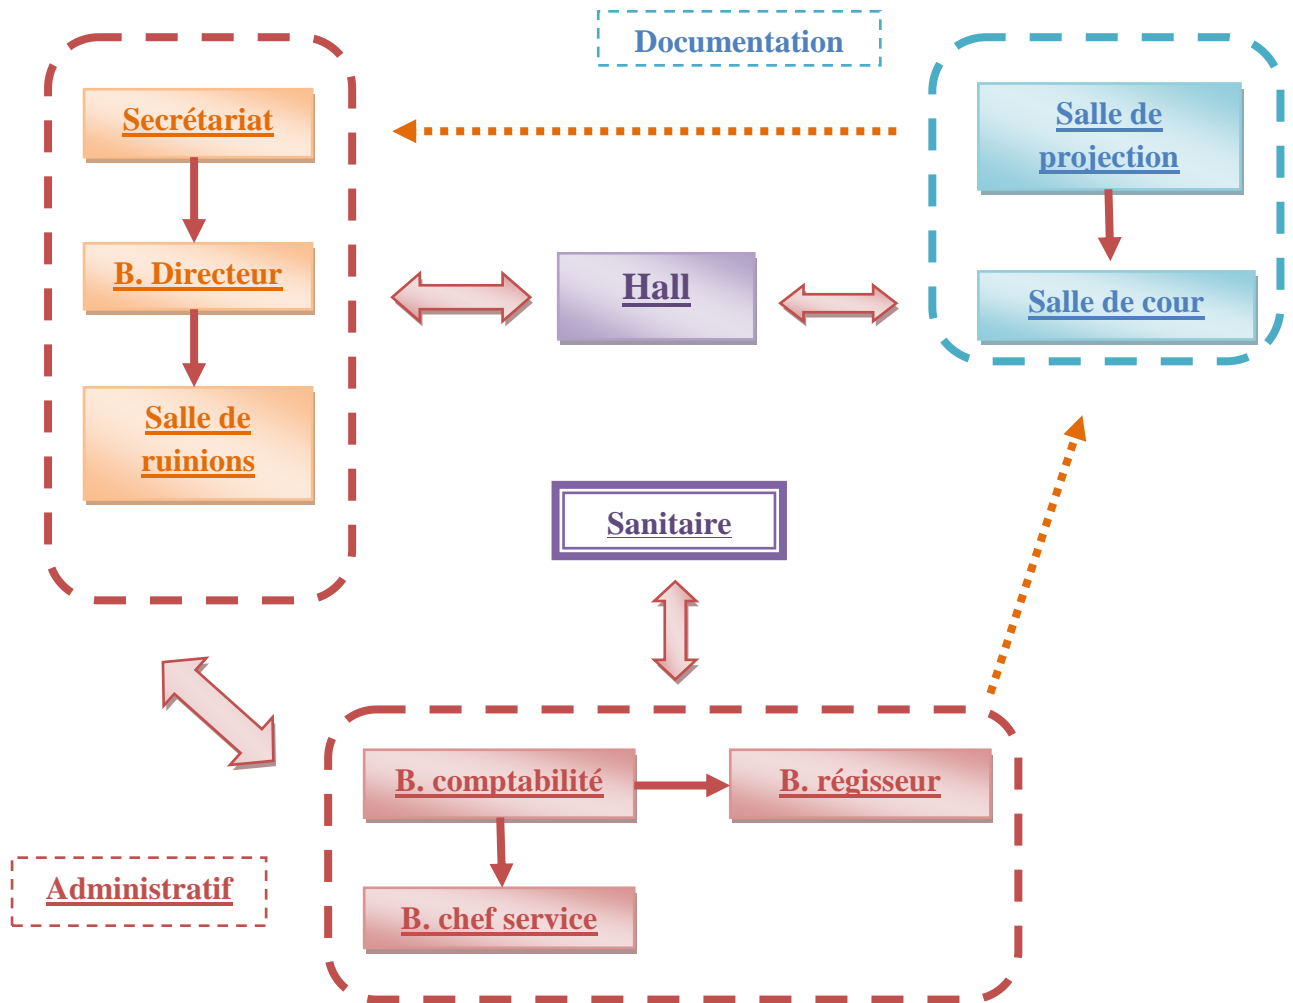 Documentation
Secrétariat
Salle de
projection
B. Directeur
Hall
Salle de cour
Salle de
ruinions
Sanitaire
B. comptabilité
B. régisseur
Administratif
B. chef service